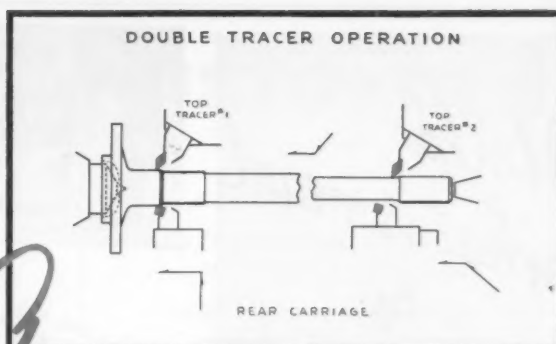 DOUBLE TRACER OPERATION
TOP
TRACER #1
TOP
TRACER #2
REAR CARRIAGE